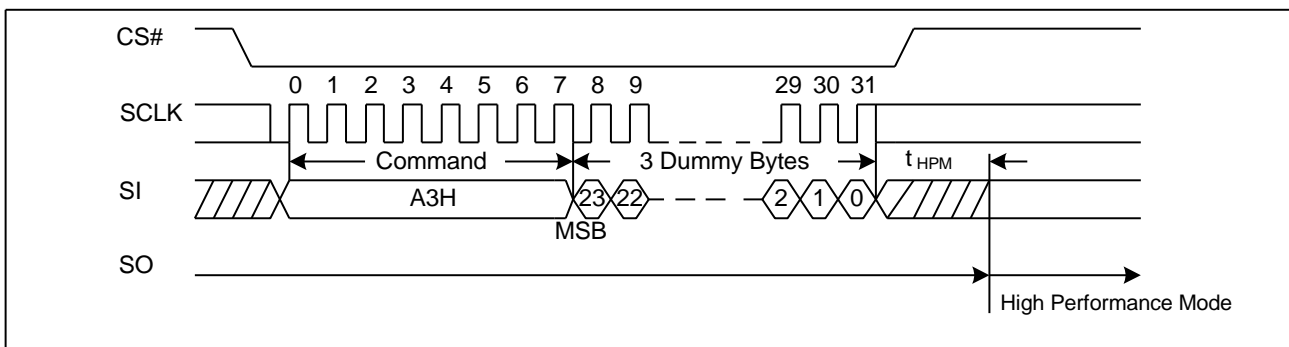 CS#
0 1 2 3 4 5 6 7 8 9 29 30 31
SCLK
Command 3 Dummy Bytes tHPM
SI A3H 23 22 2 1 0
MSB
SO
High Performance Mode